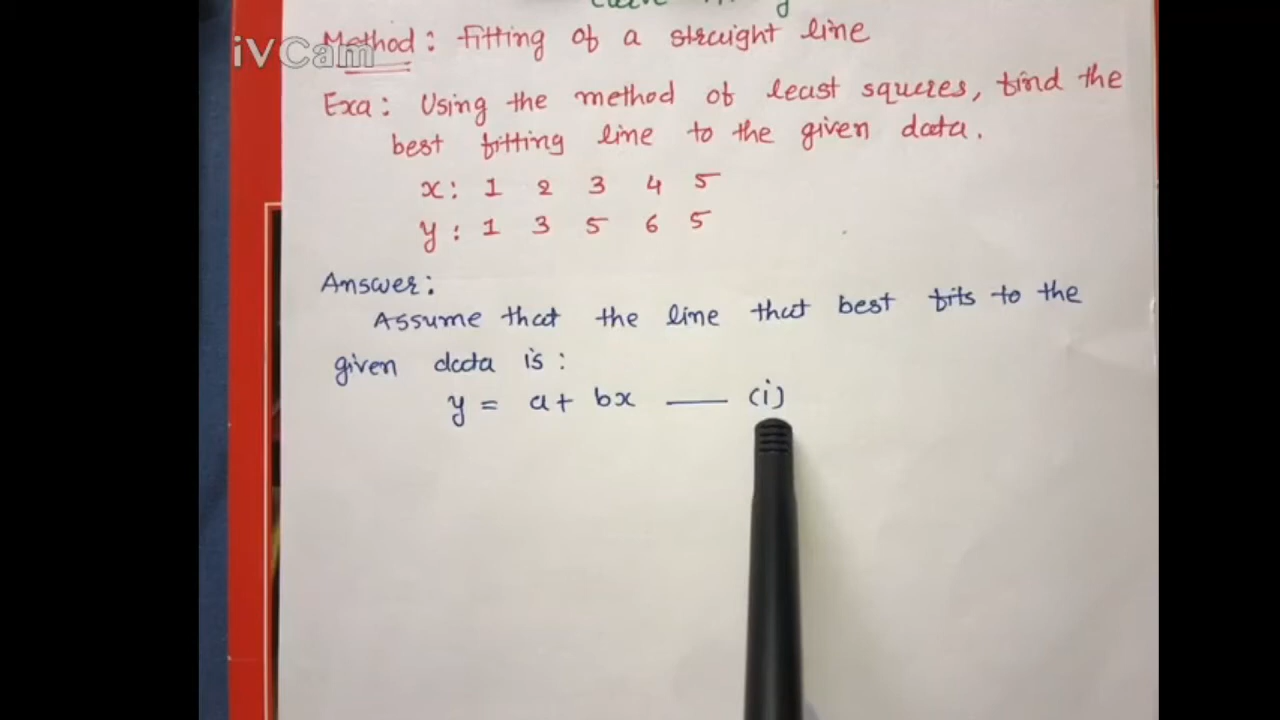 iVCam
Method: Fitting of a straight line
Exa: Using the method of least squres, find the
best fitting line to the given data.
x: 1 2 3 4 5
y: 1 3 5 6 5
Answer:
Assume that the line that best fits to the
given data is:
y = a + bx —— (i)